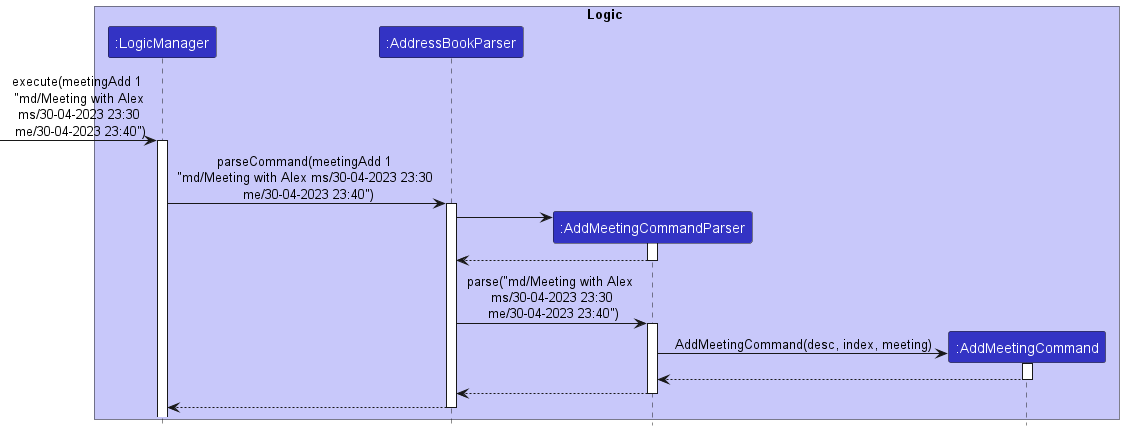 Logic
:LogicManager
:AddressBookParser
execute(meetingAdd 1
"md/Meeting with Alex
ms/30-04-2023 23:30
me/30-04-2023 23:40")
parseCommand(meetingAdd 1
"md/Meeting with Alex ms/30-04-2023 23:30
me/30-04-2023 23:40")
:AddMeetingCommandParser
parse("md/Meeting with Alex
ms/30-04-2023 23:30
me/30-04-2023 23:40")
AddMeetingCommand(desc, index, meeting)
:AddMeetingCommand